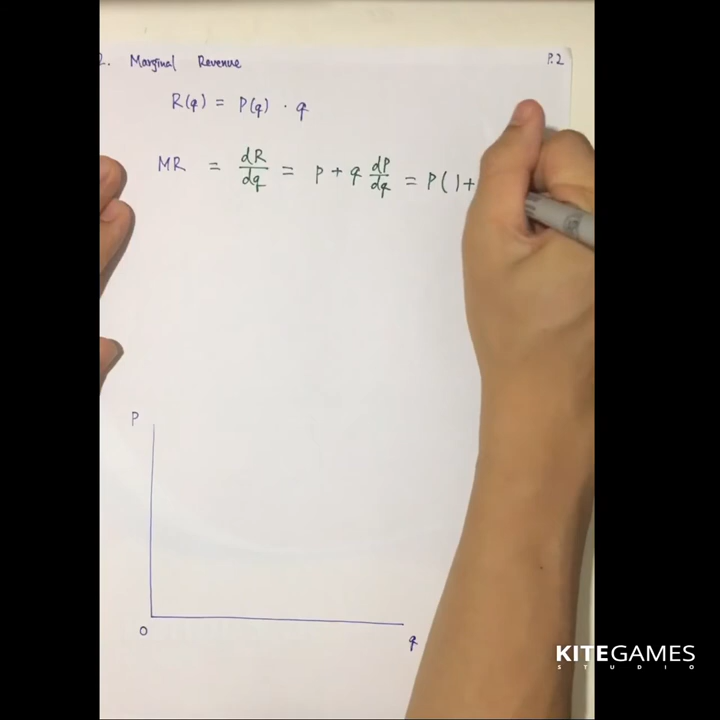 2. Marginal Revenue P.2
R(q) = P(q) · q
MR = dR/dq = P + q dP/dq = P(1+
P
0
q
KITEGAMES
STUDIO